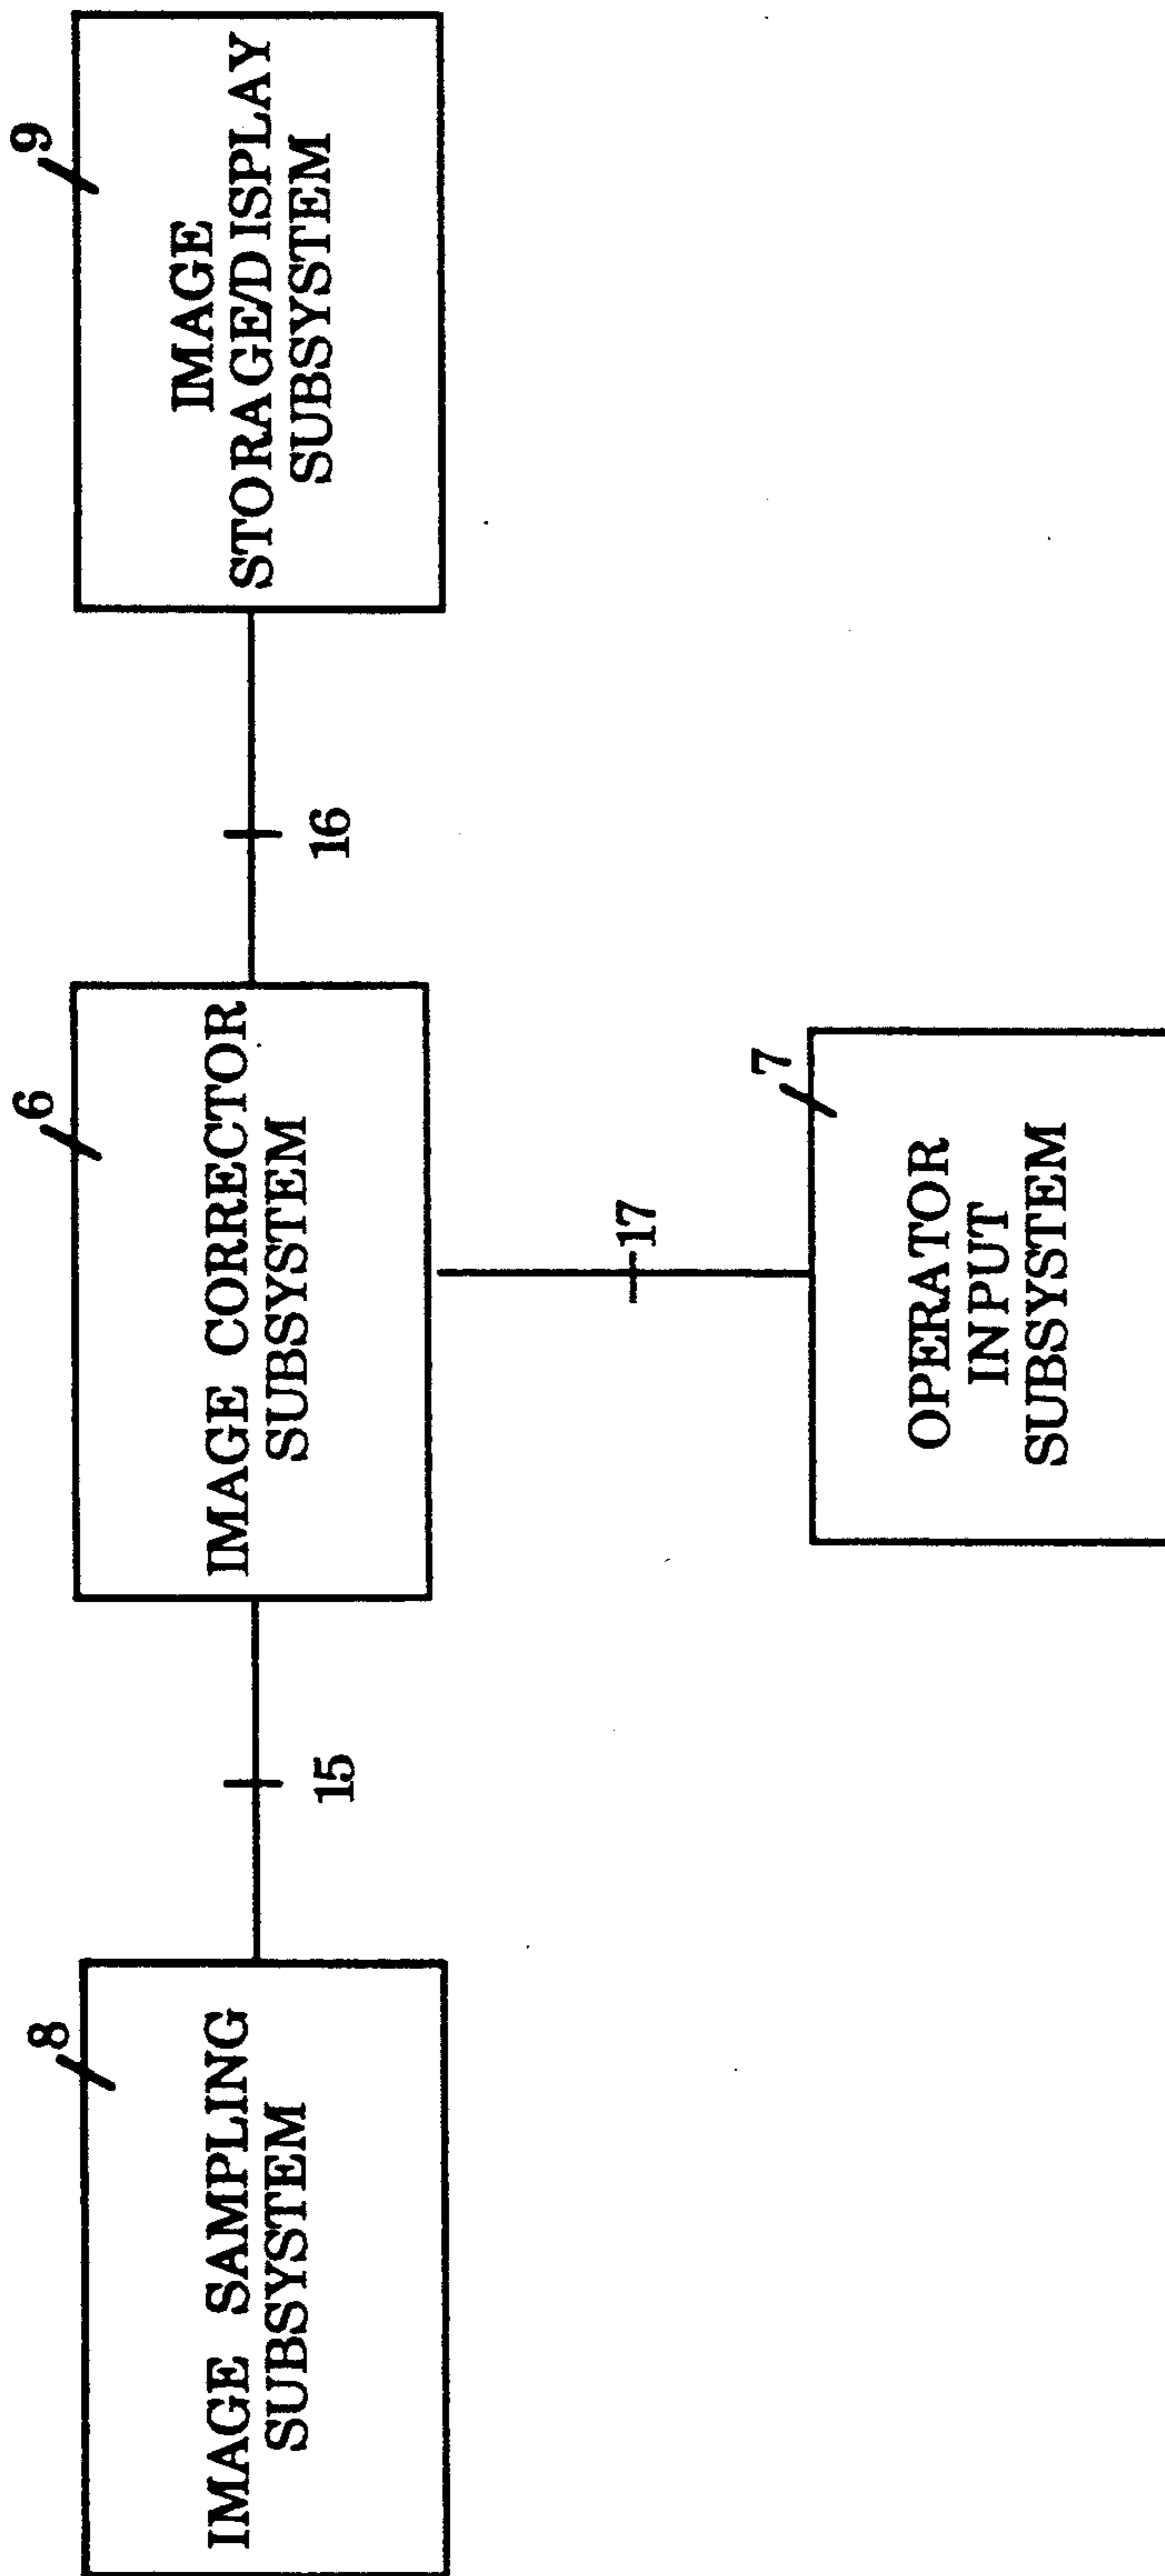 8
IMAGE SAMPLING
SUBSYSTEM
15
6
IMAGE CORRECTOR
SUBSYSTEM
16
9
IMAGE
STORAGE/DISPLAY
SUBSYSTEM
17
7
OPERATOR
INPUT
SUBSYSTEM